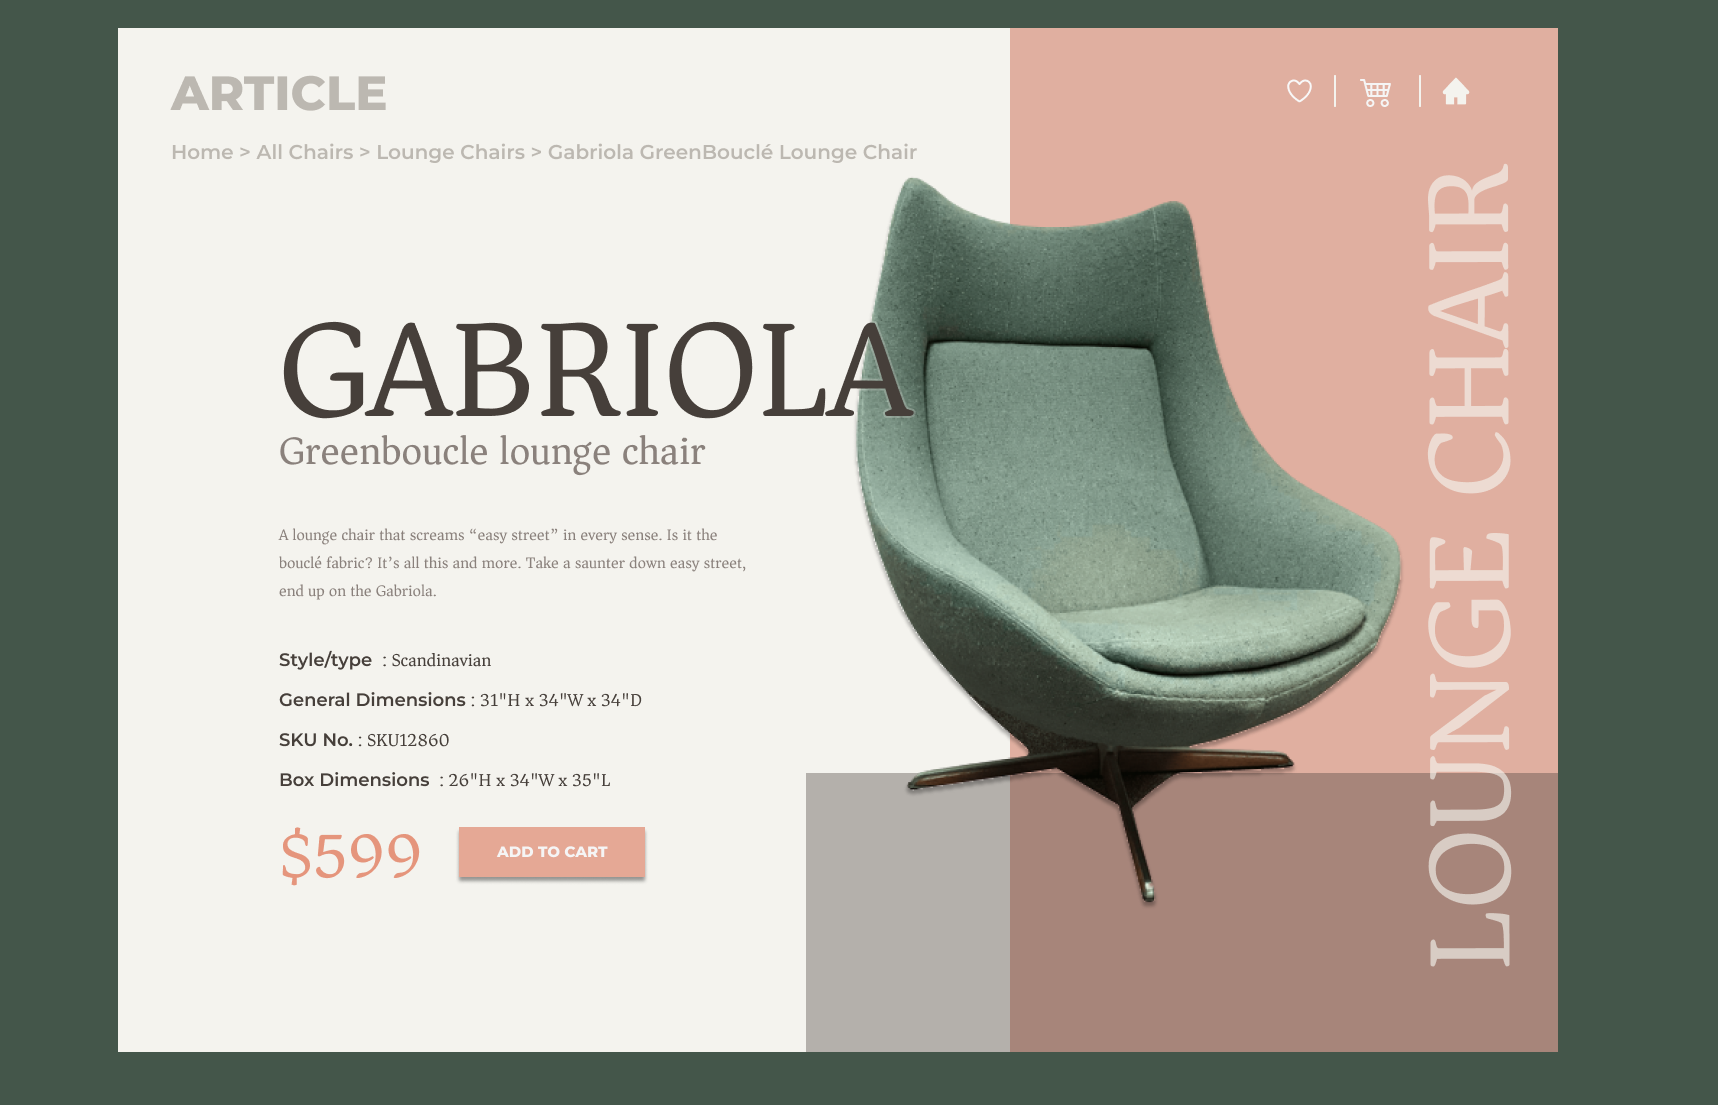 ARTICLE
Home > All Chairs > Lounge Chairs > Gabriola GreenBouclé Lounge Chair
GABRIOLA
Greenboucle lounge chair
A lounge chair that screams “easy street” in every sense. Is it the
bouclé fabric? It’s all this and more. Take a saunter down easy street,
end up on the Gabriola.
Style/type : Scandinavian
General Dimensions : 31"H x 34"W x 34"D
SKU No. : SKU12860
Box Dimensions : 26"H x 34"W x 35"L
$599
ADD TO CART
LOUNGE CHAIR